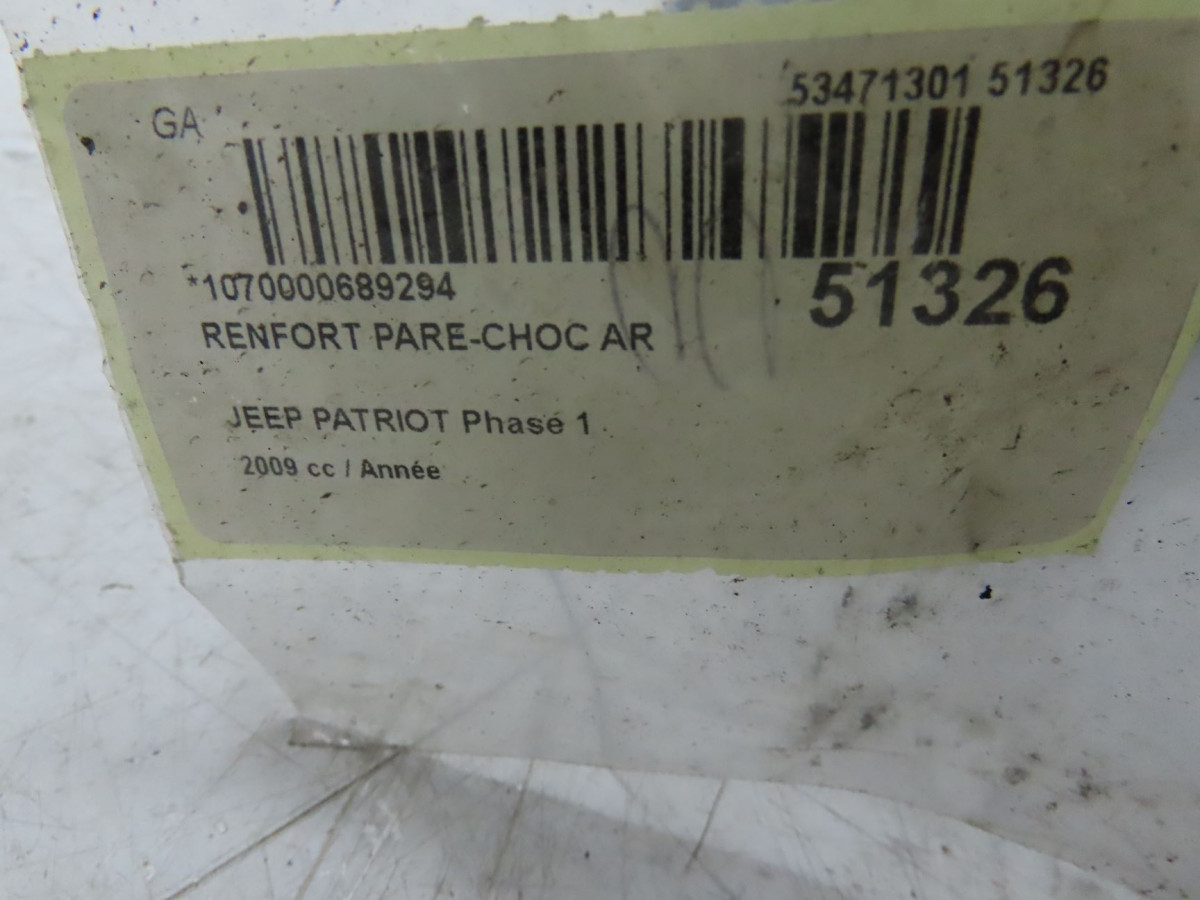 GA
53471301 51326
*1070000689294
51326
RENFORT PARE-CHOC AR
JEEP PATRIOT Phase 1
2009 cc / Année